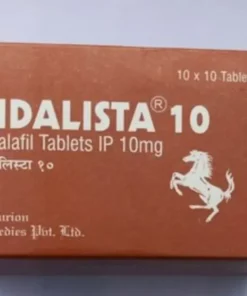 10 x 10 Table
IDALISTA® 10
alafil Tablets IP 10mg
लिस्टा १०
urion
edies Pvt. Ltd.